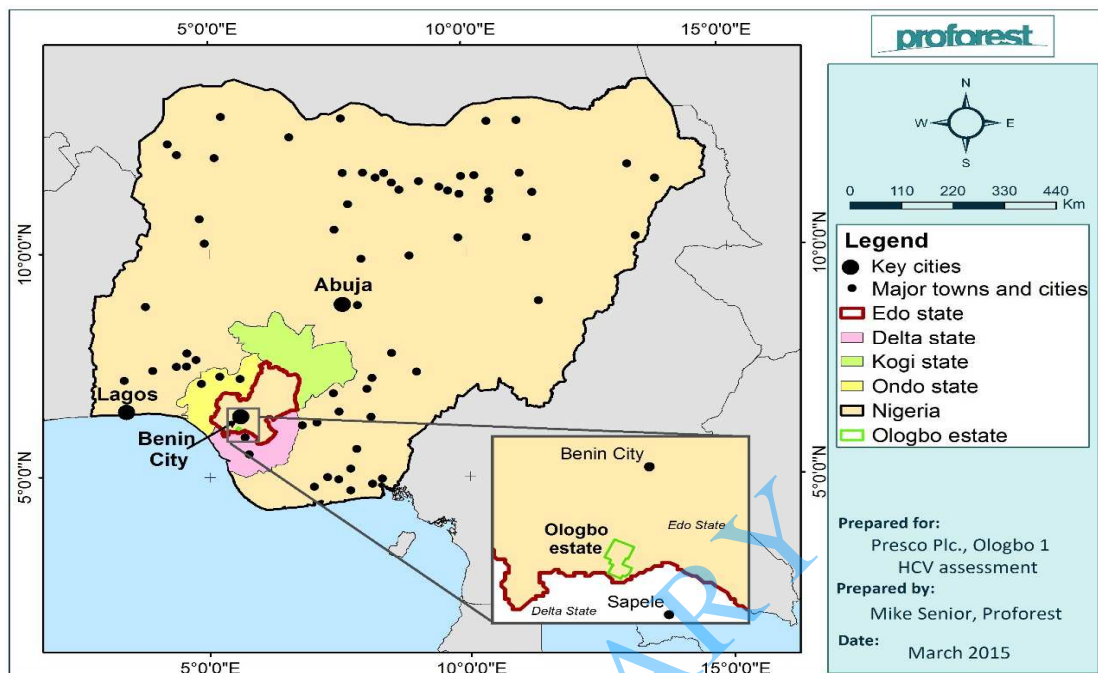 5°0'0"E
10°0'0"E
15°0'0"E
proforest
N
W
E
S
0 110 220 330 440
Km
10°0'0"N
10°0'0"N
5°0'0"N
5°0'0"N
Abuja
Lagos
Benin
City
Benin City
Edo State
Ologbo
estate
Delta State
Sapele
Legend
Key cities
Major towns and cities
Edo state
Delta state
Kogi state
Ondo state
Nigeria
Ologbo estate
Prepared for:
Presco Plc., Ologbo 1
HCV assessment
Prepared by:
Mike Senior, Proforest
Date:
March 2015
5°0'0"E
10°0'0"E
15°0'0"E
ARY